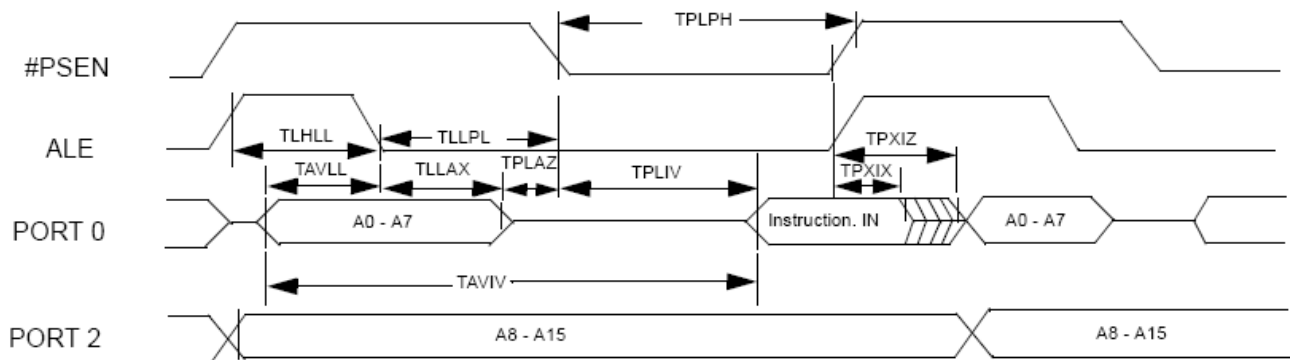 TPLPH
#PSEN
ALE
TLHLL
TLLPL
TPXIZ
TAVLL
TLLAX
TPLAZ
TPLIV
TPXIX
PORT 0
A0 - A7
Instruction. IN
A0 - A7
TAVIV
PORT 2
A8 - A15
A8 - A15